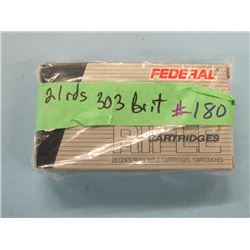 FEDERAL
21 rds 303 brit #180
RIFLE
CARTRIDGES
20 CENTERFIRE RIFLE CARTRIDGES/CARTOUCHES